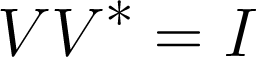 VV* = I